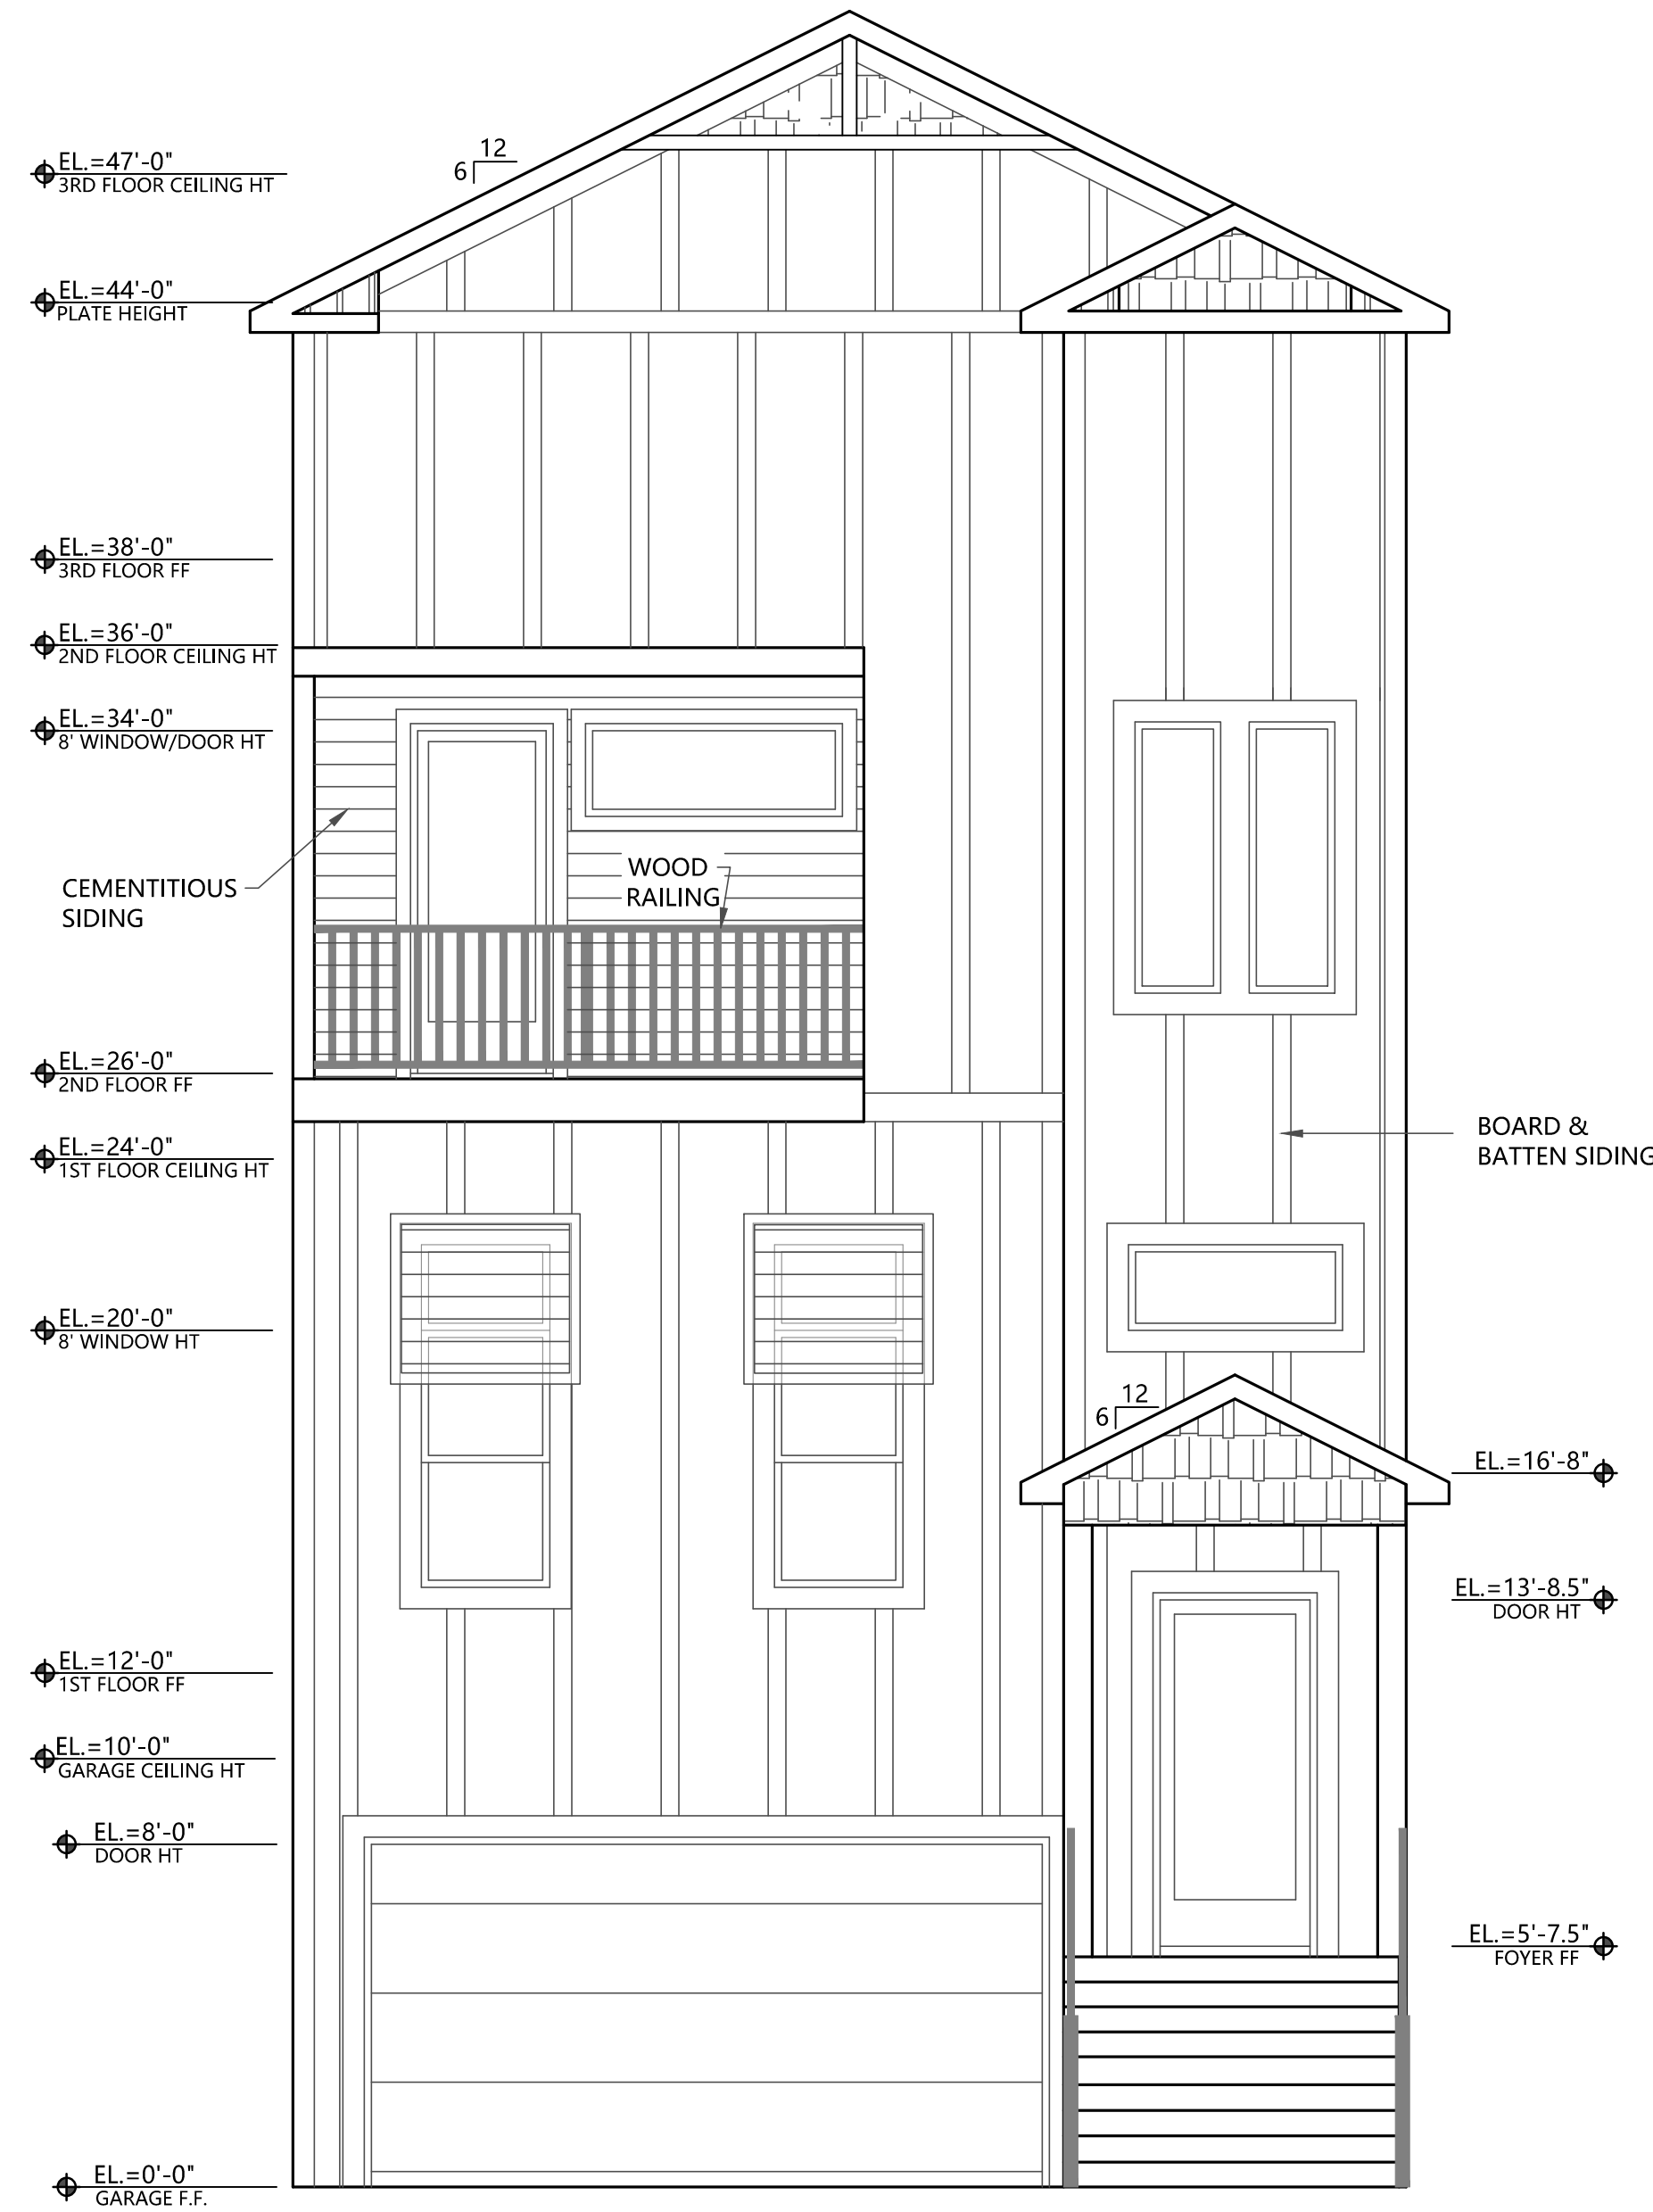 12
6
EL.=47'-0"
3RD FLOOR CEILING HT
EL.=44'-0"
PLATE HEIGHT
EL.=38'-0"
3RD FLOOR FF
EL.=36'-0"
2ND FLOOR CEILING HT
EL.=34'-0"
8' WINDOW/DOOR HT
WOOD
RAILING
CEMENTITIOUS
SIDING
EL.=26'-0"
2ND FLOOR FF
BOARD &
BATTEN SIDING
EL.=24'-0"
1ST FLOOR CEILING HT
EL.=20'-0"
8' WINDOW HT
12
6
EL.=16'-8"
EL.=13'-8.5"
DOOR HT
EL.=12'-0"
1ST FLOOR FF
EL.=10'-0"
GARAGE CEILING HT
EL.=8'-0"
DOOR HT
EL.=5'-7.5"
FOYER FF
EL.=0'-0"
GARAGE F.F.